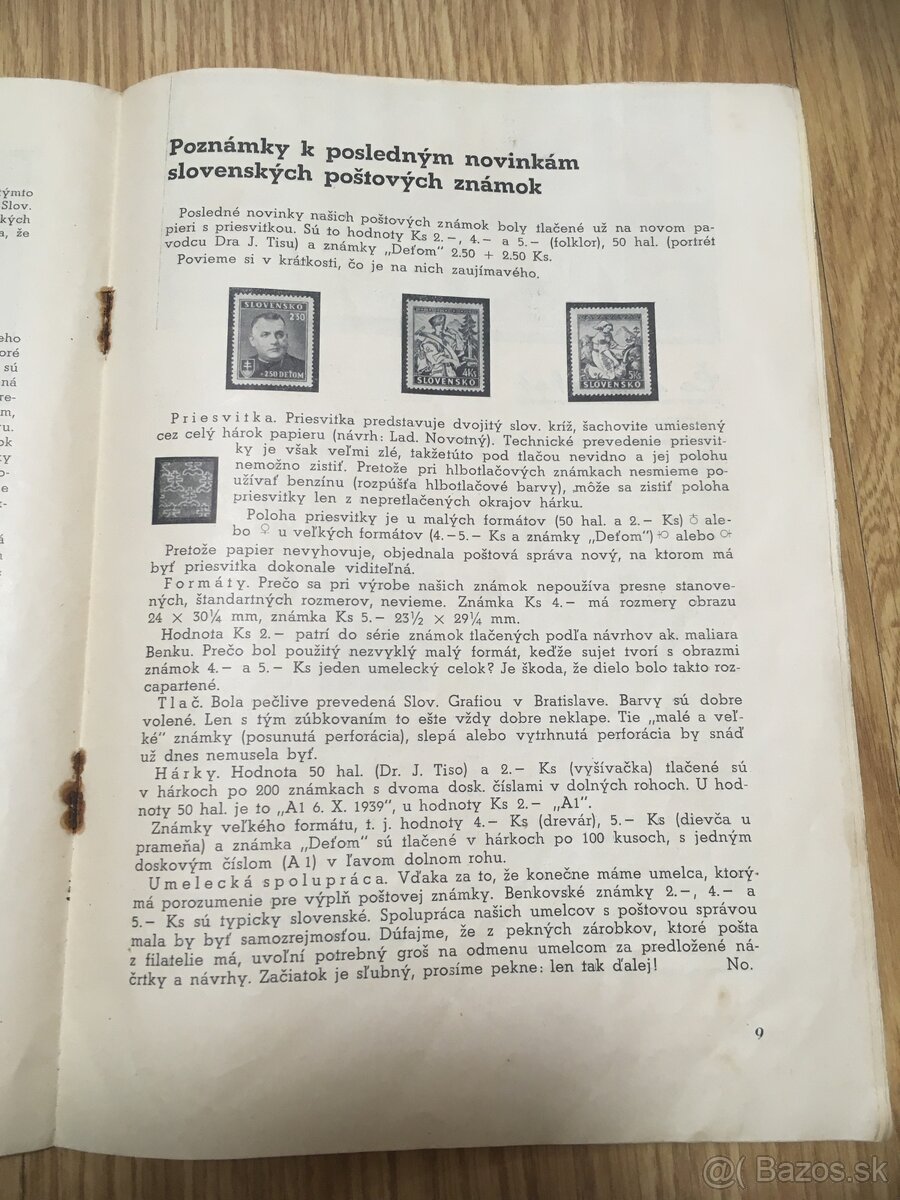 týmto
Slov.
kých
a, že
eho
oré
sú
ná
re-
om,
u.
ok
ky
o-
e
k-
á
Poznámky k posledným novinkám
slovenských poštových známok
Posledné novinky našich poštových známok boly tlačené už na novom pa-
pieri s priesvitkou. Sú to hodnoty Ks 2.–, 4.– a 5.– (folklor), 50 hal. (portrét
vodcu Dra J. Tisu) a známky „Deťom" 2.50 + 2.50 Ks.
Povieme si v krátkosti, čo je na nich zaujímavého.
SLOVENSKO
2'50
+2'50 DEŤOM
4Ks
SLOVENSKO
5Ks
SLOVENSKO
Priesvitka. Priesvitka predstavuje dvojitý slov. kríž, šachovite umiestený
cez celý hárok papieru (návrh: Lad. Novotný). Technické prevedenie priesvit-
ky je však veľmi zlé, takžetúto pod tlačou nevidno a jej polohu
nemožno zistiť. Pretože pri hlbotlačových známkach nesmieme po-
užívať benzínu (rozpúšťa hlbotlačové barvy), môže sa zistiť poloha
priesvitky len z nepretlačených okrajov hárku.
Poloha priesvitky je u malých formátov (50 hal. a 2.– Ks) ♁ ale-
bo ♀ u veľkých formátov (4.–5.– Ks a známky „Deťom") +O alebo O+
Pretože papier nevyhovuje, objednala poštová správa nový, na ktorom má
byť priesvitka dokonale viditeľná.
Formáty. Prečo sa pri výrobe našich známok nepoužíva presne stanove-
ných, štandartných rozmerov, nevieme. Známka Ks 4.– má rozmery obrazu
24 × 30¼ mm, známka Ks 5.– 23½ × 29¼ mm.
Hodnota Ks 2.– patrí do série známok tlačených podľa návrhov ak. maliara
Benku. Prečo bol použitý nezvyklý malý formát, keďže sujet tvorí s obrazmi
známok 4.– a 5.– Ks jeden umelecký celok? Je škoda, že dielo bolo takto roz-
capartené.
Tlač. Bola pečlive prevedená Slov. Grafiou v Bratislave. Barvy sú dobre
volené. Len s tým zúbkovaním to ešte vždy dobre neklape. Tie „malé a veľ-
ké" známky (posunutá perforácia), slepá alebo vytrhnutá perforácia by snáď
už dnes nemusela byť.
Hárky. Hodnota 50 hal. (Dr. J. Tiso) a 2.– Ks (vyšívačka) tlačené sú
v hárkoch po 200 známkach s dvoma dosk. číslami v dolných rohoch. U hod-
noty 50 hal. je to „A1 6. X. 1939", u hodnoty Ks 2.– „A1".
Známky veľkého formátu, t. j. hodnoty 4.– Ks (drevár), 5.– Ks (dievča u
prameňa) a známka „Deťom" sú tlačené v hárkoch po 100 kusoch, s jedným
doskovým číslom (A 1) v ľavom dolnom rohu.
Umelecká spolupráca. Vďaka za to, že konečne máme umelca, ktorý-
má porozumenie pre výplň poštovej známky. Benkovské známky 2.–, 4.– a
5.– Ks sú typicky slovenské. Spolupráca našich umelcov s poštovou správou
mala by byť samozrejmosťou. Dúfajme, že z pekných zárobkov, ktoré pošta
z filatelie má, uvoľní potrebný groš na odmenu umelcom za predložené ná-
črtky a návrhy. Začiatok je sľubný, prosíme pekne: len tak ďalej! No.
9
@( Bazos.sk